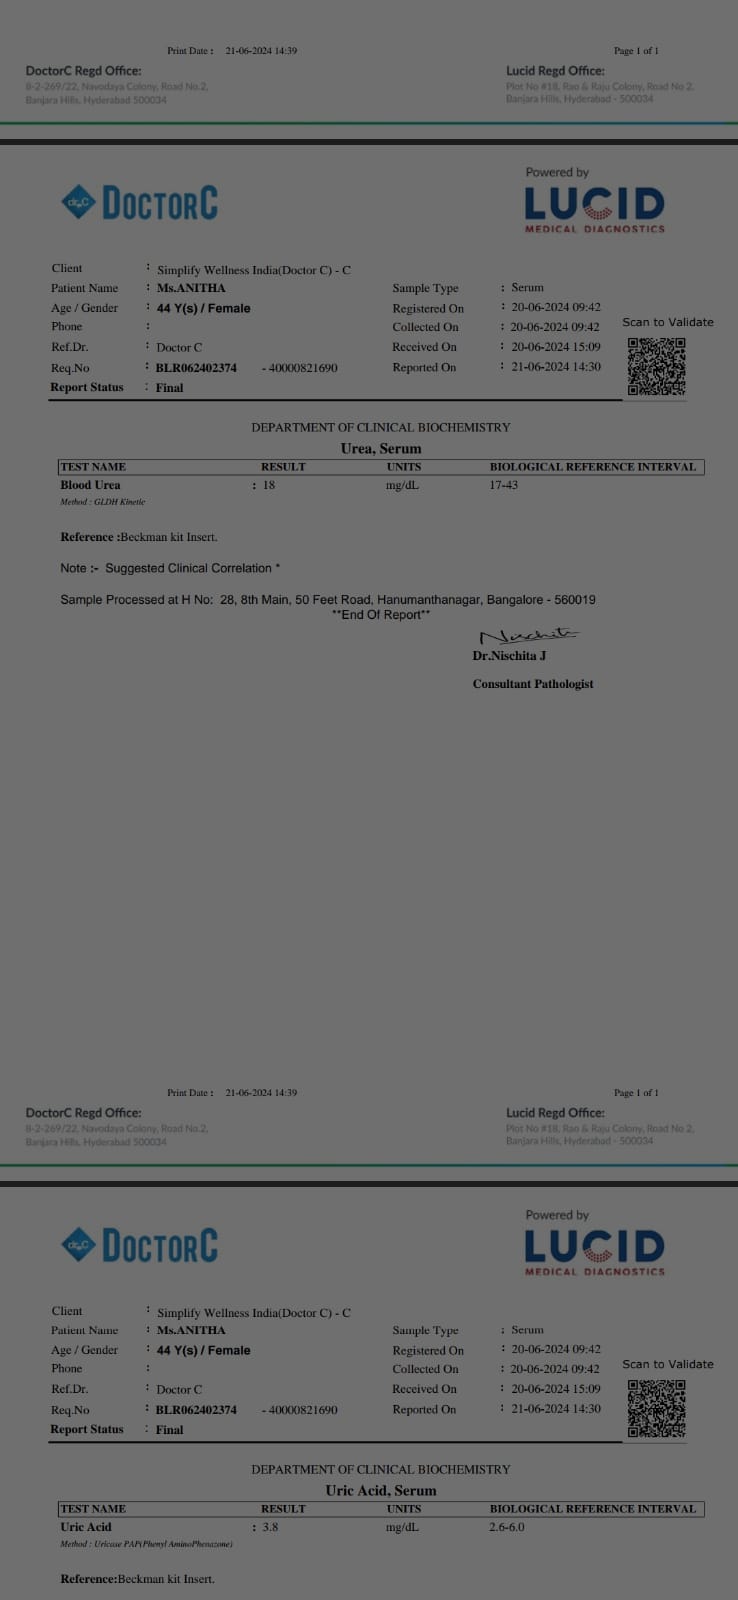 Print Date : 21-06-2024 14:39 Page 1 of 1
DoctorC Regd Office: Lucid Regd Office:
8-2-269/22, Navodaya Colony, Road No.2, Plot No #18, Rao & Raju Colony, Road No 2,
Banjara Hills, Hyderabad 500034 Banjara Hills, Hyderabad - 500034
Powered by
dr.C DOCTORC LUCID
MEDICAL DIAGNOSTICS
Client : Simplify Wellness India(Doctor C) - C
Patient Name : Ms.ANITHA Sample Type : Serum
Age / Gender : 44 Y(s) / Female Registered On : 20-06-2024 09:42
Phone : Collected On : 20-06-2024 09:42 Scan to Validate
Ref.Dr. : Doctor C Received On : 20-06-2024 15:09
Req.No : BLR062402374 - 40000821690 Reported On : 21-06-2024 14:30
Report Status : Final
DEPARTMENT OF CLINICAL BIOCHEMISTRY
Urea, Serum
TEST NAME RESULT UNITS BIOLOGICAL REFERENCE INTERVAL
Blood Urea : 18 mg/dL 17-43
Method : GLDH Kinetic
Reference :Beckman kit Insert.
Note :- Suggested Clinical Correlation *
Sample Processed at H No: 28, 8th Main, 50 Feet Road, Hanumanthanagar, Bangalore - 560019
**End Of Report**
Nischita
Dr.Nischita J
Consultant Pathologist
Print Date : 21-06-2024 14:39 Page 1 of 1
DoctorC Regd Office: Lucid Regd Office:
8-2-269/22, Navodaya Colony, Road No.2, Plot No #18, Rao & Raju Colony, Road No 2,
Banjara Hills, Hyderabad 500034 Banjara Hills, Hyderabad - 500034
Powered by
dr.C DOCTORC LUCID
MEDICAL DIAGNOSTICS
Client : Simplify Wellness India(Doctor C) - C
Patient Name : Ms.ANITHA Sample Type : Serum
Age / Gender : 44 Y(s) / Female Registered On : 20-06-2024 09:42
Phone : Collected On : 20-06-2024 09:42 Scan to Validate
Ref.Dr. : Doctor C Received On : 20-06-2024 15:09
Req.No : BLR062402374 - 40000821690 Reported On : 21-06-2024 14:30
Report Status : Final
DEPARTMENT OF CLINICAL BIOCHEMISTRY
Uric Acid, Serum
TEST NAME RESULT UNITS BIOLOGICAL REFERENCE INTERVAL
Uric Acid : 3.8 mg/dL 2.6-6.0
Method : Uricase PAP(Phenyl AminoPhenazone)
Reference:Beckman kit Insert.